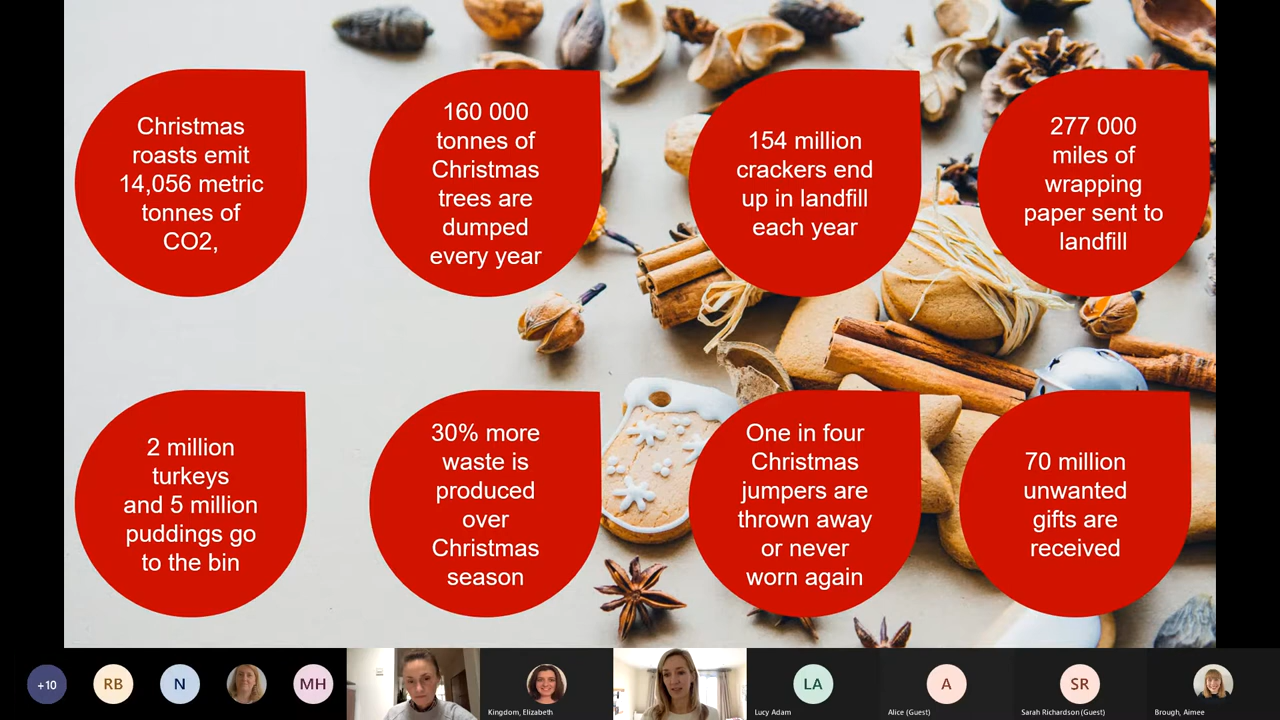 Christmas
roasts emit
14,056 metric
tonnes of
CO2,
160 000
tonnes of
Christmas
trees are
dumped
every year
154 million
crackers end
up in landfill
each year
277 000
miles of
wrapping
paper sent to
landfill
2 million
turkeys
and 5 million
puddings go
to the bin
30% more
waste is
produced
over
Christmas
season
One in four
Christmas
jumpers are
thrown away
or never
worn again
70 million
unwanted
gifts are
received
+10
RB
N
MH
Kingdom, Elizabeth
LA
Lucy Adam
A
Alice (Guest)
SR
Sarah Richardson (Guest)
Brough, Aimee